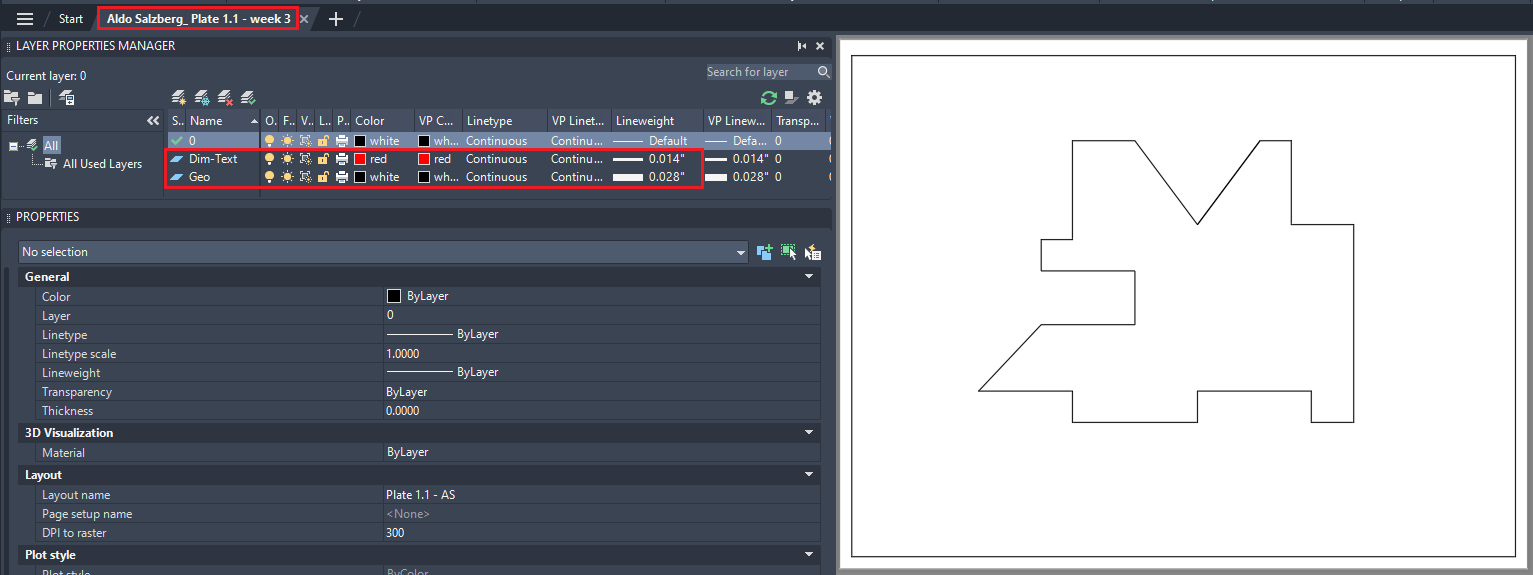 Start Aldo Salzberg_ Plate 1.1 - week 3
LAYER PROPERTIES MANAGER
Current layer: 0
Search for layer
Filters
S.. Name O. F.. V.. L.. P.. Color VP C... Linetype VP Linet... Lineweight VP Linew... Transp...
0 white wh... Continuous Continu... Default Defa... 0
Dim-Text red red Continuous Continu... 0.014" 0.014" 0
Geo white wh... Continuous Continu... 0.028" 0.028" 0
All
All Used Layers
PROPERTIES
No selection
General
Color ByLayer
Layer 0
Linetype ByLayer
Linetype scale 1.0000
Lineweight ByLayer
Transparency ByLayer
Thickness 0.0000
3D Visualization
Material ByLayer
Layout
Layout name Plate 1.1 - AS
Page setup name <None>
DPI to raster 300
Plot style
Plot style ByColor